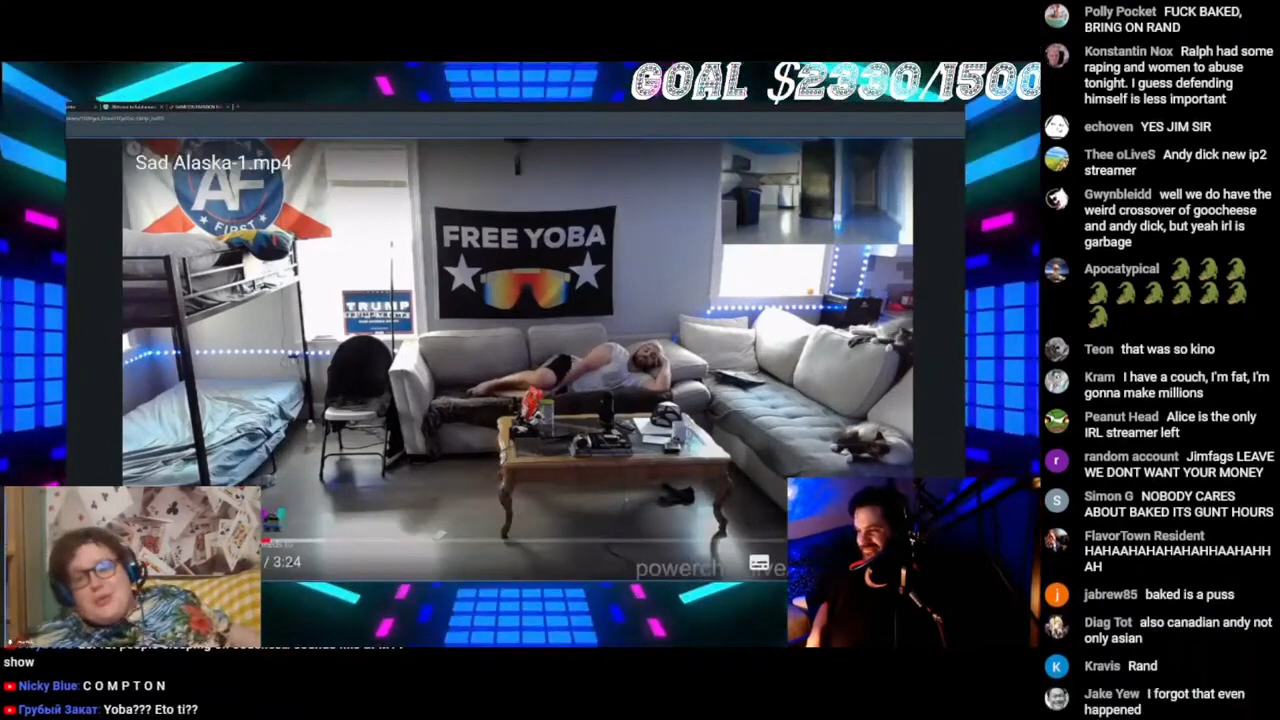 GOAL $2330/1500
Sad Alaska-1.mp4
AF
FIRST
FREE YOBA
TRUMP
/ 3:24
show
Nicky Blue: C O M P T O N
Грубый Закат: Yoba??? Eto ti??
Polly Pocket FUCK BAKED,
BRING ON RAND
Konstantin Nox Ralph had some
raping and women to abuse
tonight. I guess defending
himself is less important
echoven YES JIM SIR
Thee oLiveS Andy dick new ip2
streamer
Gwynbleidd well we do have the
weird crossover of goocheese
and andy dick, but yeah irl is
garbage
Apocatypical
Teon that was so kino
Kram I have a couch, I'm fat, I'm
gonna make millions
Peanut Head Alice is the only
IRL streamer left
r random account Jimfags LEAVE
WE DONT WANT YOUR MONEY
S Simon G NOBODY CARES
ABOUT BAKED ITS GUNT HOURS
FlavorTown Resident
HAHAAHAHAHAHHAAHAHH
AH
j jabrew85 baked is a puss
Diag Tot also canadian andy not
only asian
K Kravis Rand
Jake Yew I forgot that even
happened